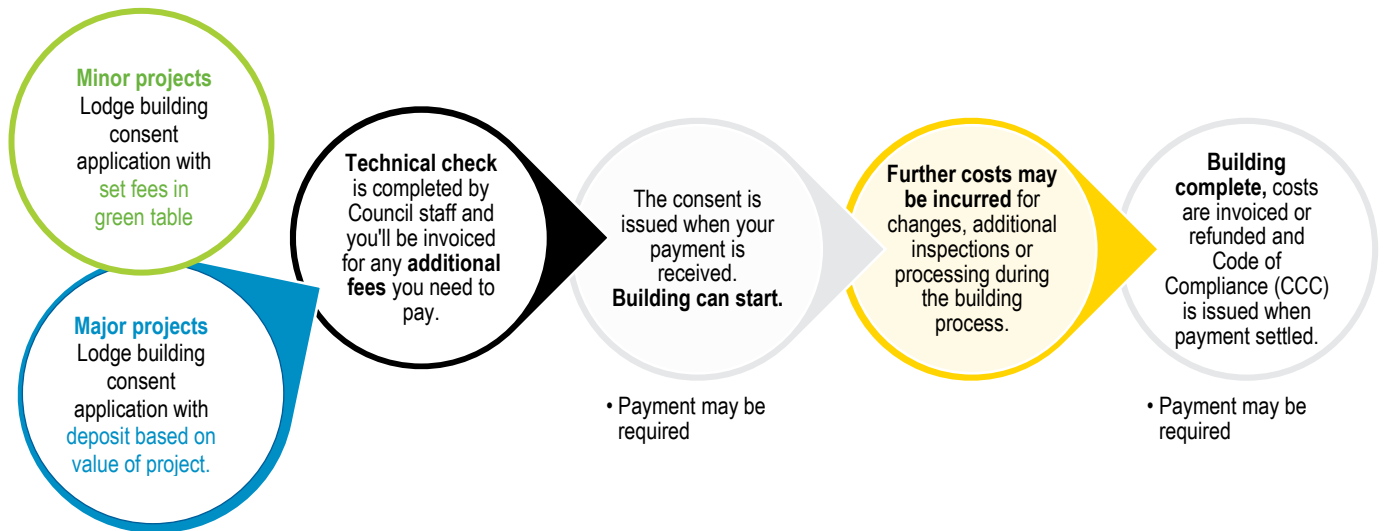 Minor projects
Lodge building
consent
application with
set fees in
green table
Major projects
Lodge building
consent
application with
deposit based on
value of project.
Technical check
is completed by
Council staff and
you'll be invoiced
for any additional
fees you need to
pay.
The consent is
issued when your
payment is
received.
Building can start.
• Payment may be
required
Further costs may
be incurred for
changes, additional
inspections or
processing during
the building
process.
Building
complete, costs
are invoiced or
refunded and
Code of
Compliance (CCC)
is issued when
payment settled.
• Payment may be
required